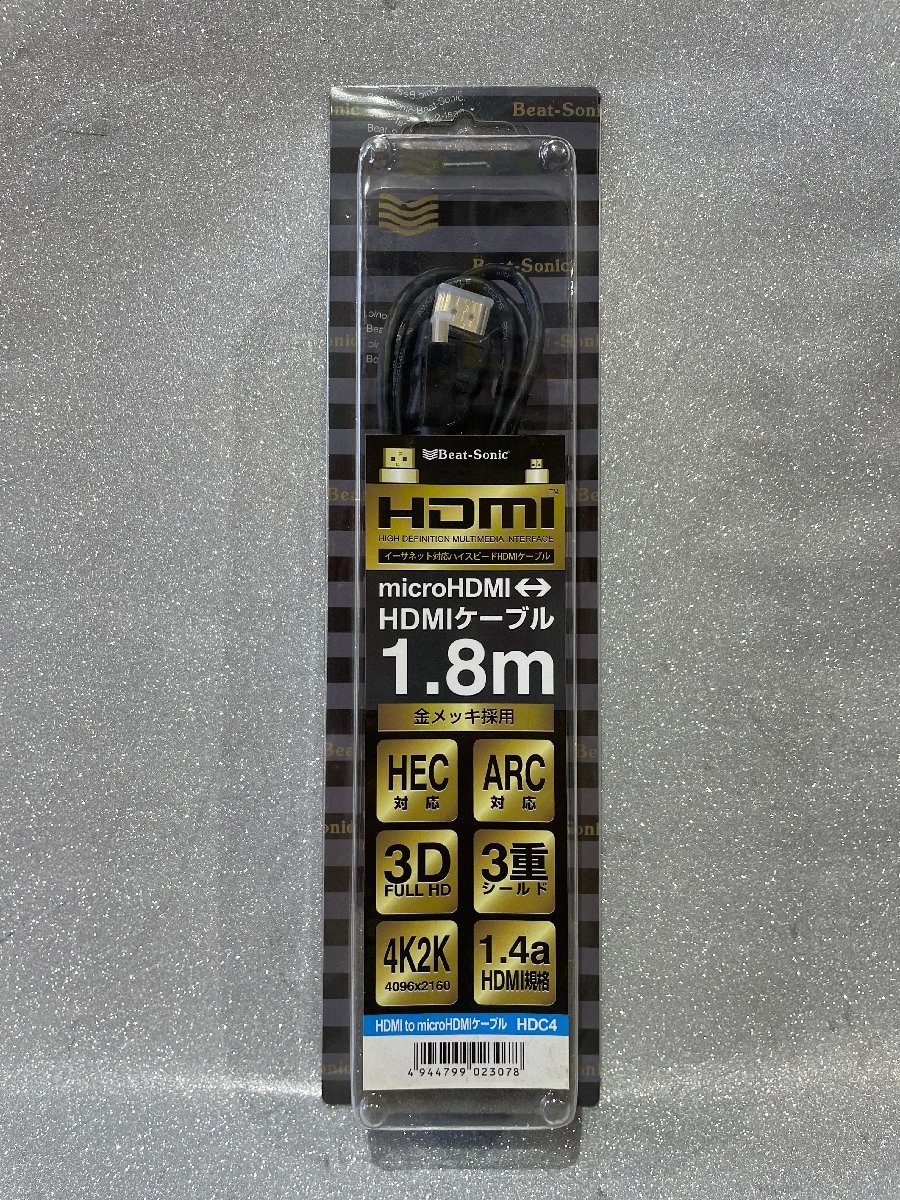 Beat-Sonic
Beat-Sonic
Beat-Sonic
HDMI™
HIGH DEFINITION MULTIMEDIA INTERFACE
イーサネット対応ハイスピードHDMIケーブル
microHDMI↔
HDMIケーブル
1.8m
金メッキ採用
HEC
対応
ARC
対応
3D
FULL HD
3重
シールド
4K2K
4096x2160
1.4a
HDMI規格
HDMI to microHDMIケーブル HDC4
4 944799 023078